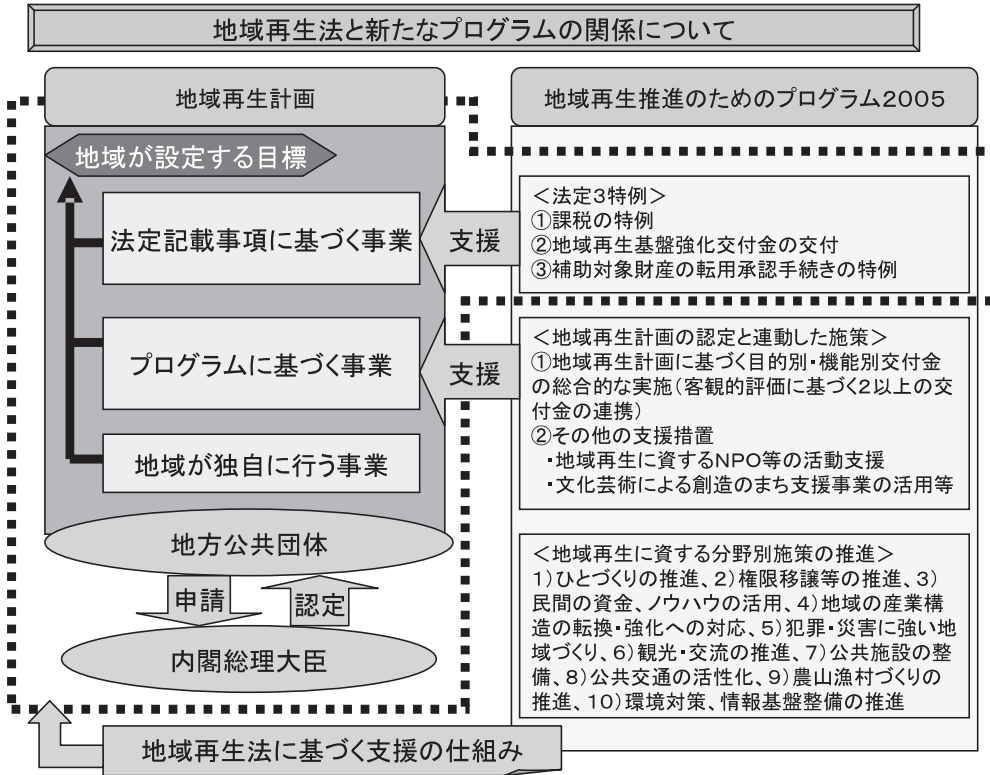 地域再生法と新たなプログラムの関係について
地域再生計画
地域が設定する目標
法定記載事項に基づく事業
支援
プログラムに基づく事業
支援
地域が独自に行う事業
地方公共団体
申請
認定
内閣総理大臣
地域再生法に基づく支援の仕組み
地域再生推進のためのプログラム2005
＜法定3特例＞
①課税の特例
②地域再生基盤強化交付金の交付
③補助対象財産の転用承認手続きの特例
＜地域再生計画の認定と連動した施策＞
①地域再生計画に基づく目的別・機能別交付金
の総合的な実施(客観的評価に基づく2以上の交
付金の連携)
②その他の支援措置
・地域再生に資するNPO等の活動支援
・文化芸術による創造のまち支援事業の活用等
＜地域再生に資する分野別施策の推進＞
1)ひとづくりの推進、2)権限移譲等の推進、3)
民間の資金、ノウハウの活用、4)地域の産業構
造の転換・強化への対応、5)犯罪・災害に強い地
域づくり、6)観光・交流の推進、7)公共施設の整
備、8)公共交通の活性化、9)農山漁村づくりの
推進、10)環境対策、情報基盤整備の推進